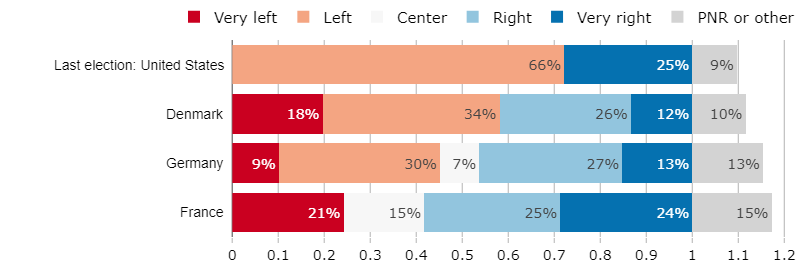 Very left Left Center Right Very right PNR or other
Last election: United States 66% 25% 9%
Denmark 18% 34% 26% 12% 10%
Germany 9% 30% 7% 27% 13% 13%
France 21% 15% 25% 24% 15%
0 0.1 0.2 0.3 0.4 0.5 0.6 0.7 0.8 0.9 1 1.1 1.2